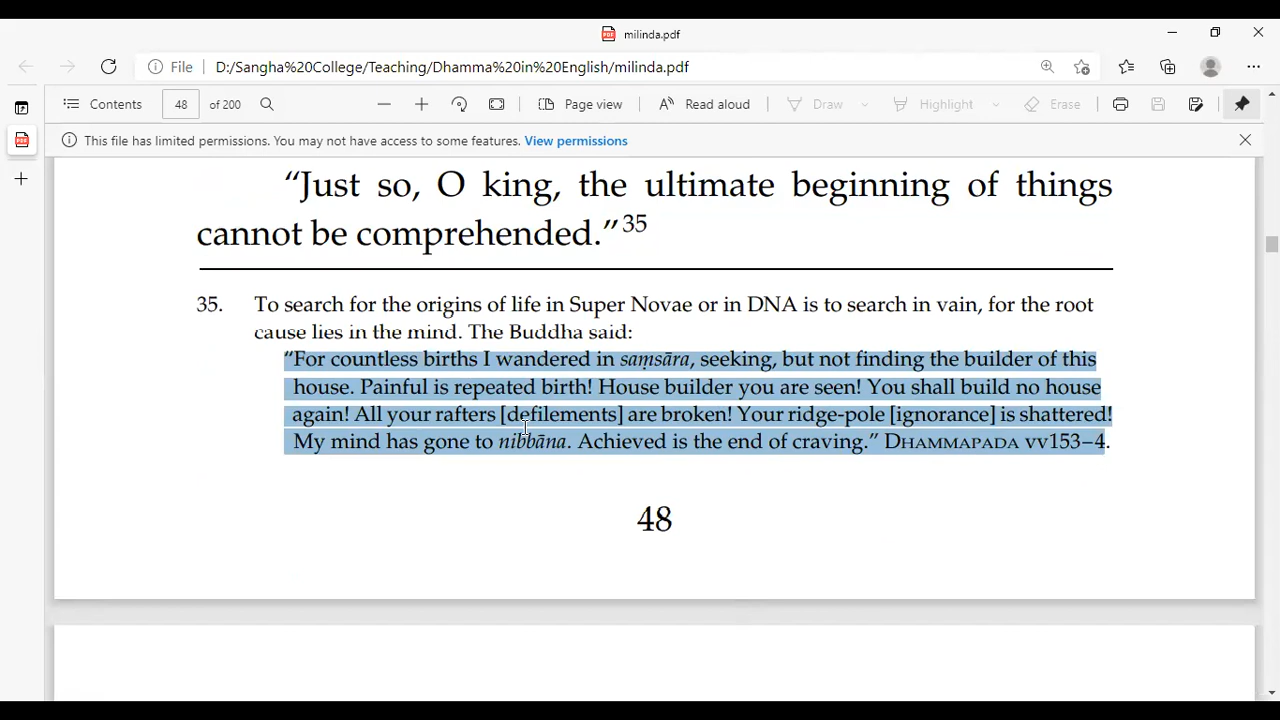 milinda.pdf
File D:/Sangha%20College/Teaching/Dhamma%20in%20English/milinda.pdf
Contents 48 of 200 Page view Read aloud Draw Highlight Erase
This file has limited permissions. You may not have access to some features. View permissions
“Just so, O king, the ultimate beginning of things
cannot be comprehended.”35
35. To search for the origins of life in Super Novae or in DNA is to search in vain, for the root
cause lies in the mind. The Buddha said:
“For countless births I wandered in saṃsāra, seeking, but not finding the builder of this
house. Painful is repeated birth! House builder you are seen! You shall build no house
again! All your rafters [defilements] are broken! Your ridge-pole [ignorance] is shattered!
My mind has gone to nibbāna. Achieved is the end of craving.” DHAMMAPADA vv153–4.
48